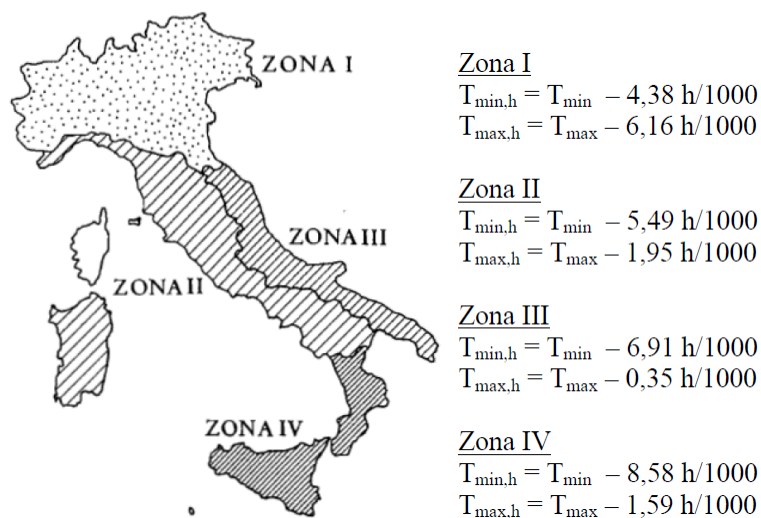 ZONA I
ZONA III
ZONA II
ZONA IV
Zona I
Tmin,h = Tmin – 4,38 h/1000
Tmax,h = Tmax – 6,16 h/1000
Zona II
Tmin,h = Tmin – 5,49 h/1000
Tmax,h = Tmax – 1,95 h/1000
Zona III
Tmin,h = Tmin – 6,91 h/1000
Tmax,h = Tmax – 0,35 h/1000
Zona IV
Tmin,h = Tmin – 8,58 h/1000
Tmax,h = Tmax – 1,59 h/1000